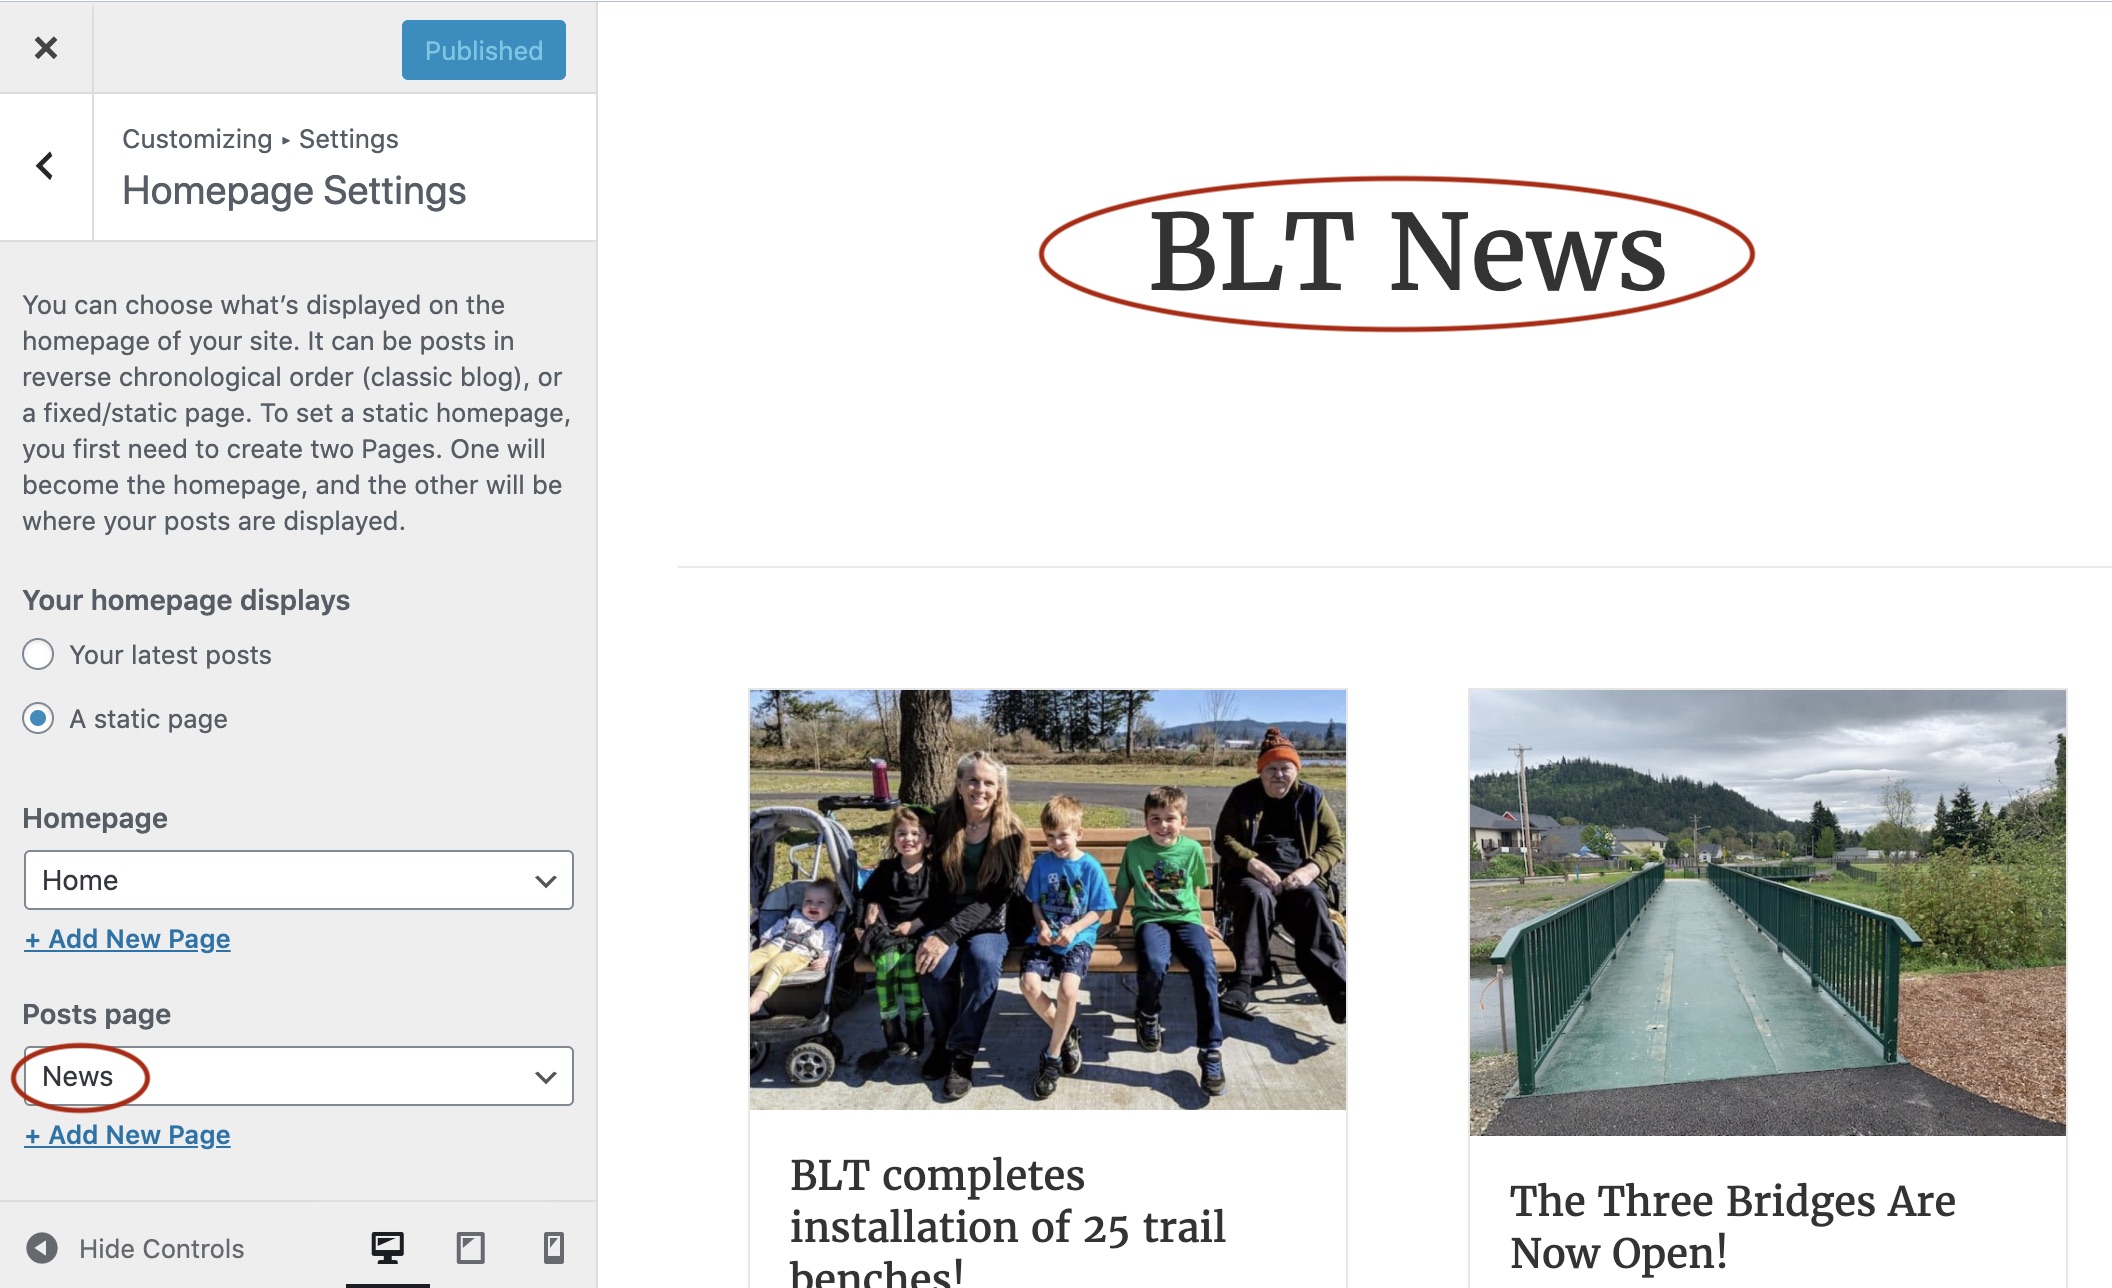 Published
Customizing ▸ Settings
Homepage Settings
You can choose what’s displayed on the
homepage of your site. It can be posts in
reverse chronological order (classic blog), or
a fixed/static page. To set a static homepage,
you first need to create two Pages. One will
become the homepage, and the other will be
where your posts are displayed.
Your homepage displays
Your latest posts
A static page
Homepage
Home
+ Add New Page
Posts page
News
+ Add New Page
Hide Controls
BLT News
BLT completes
installation of 25 trail
benches!
The Three Bridges Are
Now Open!